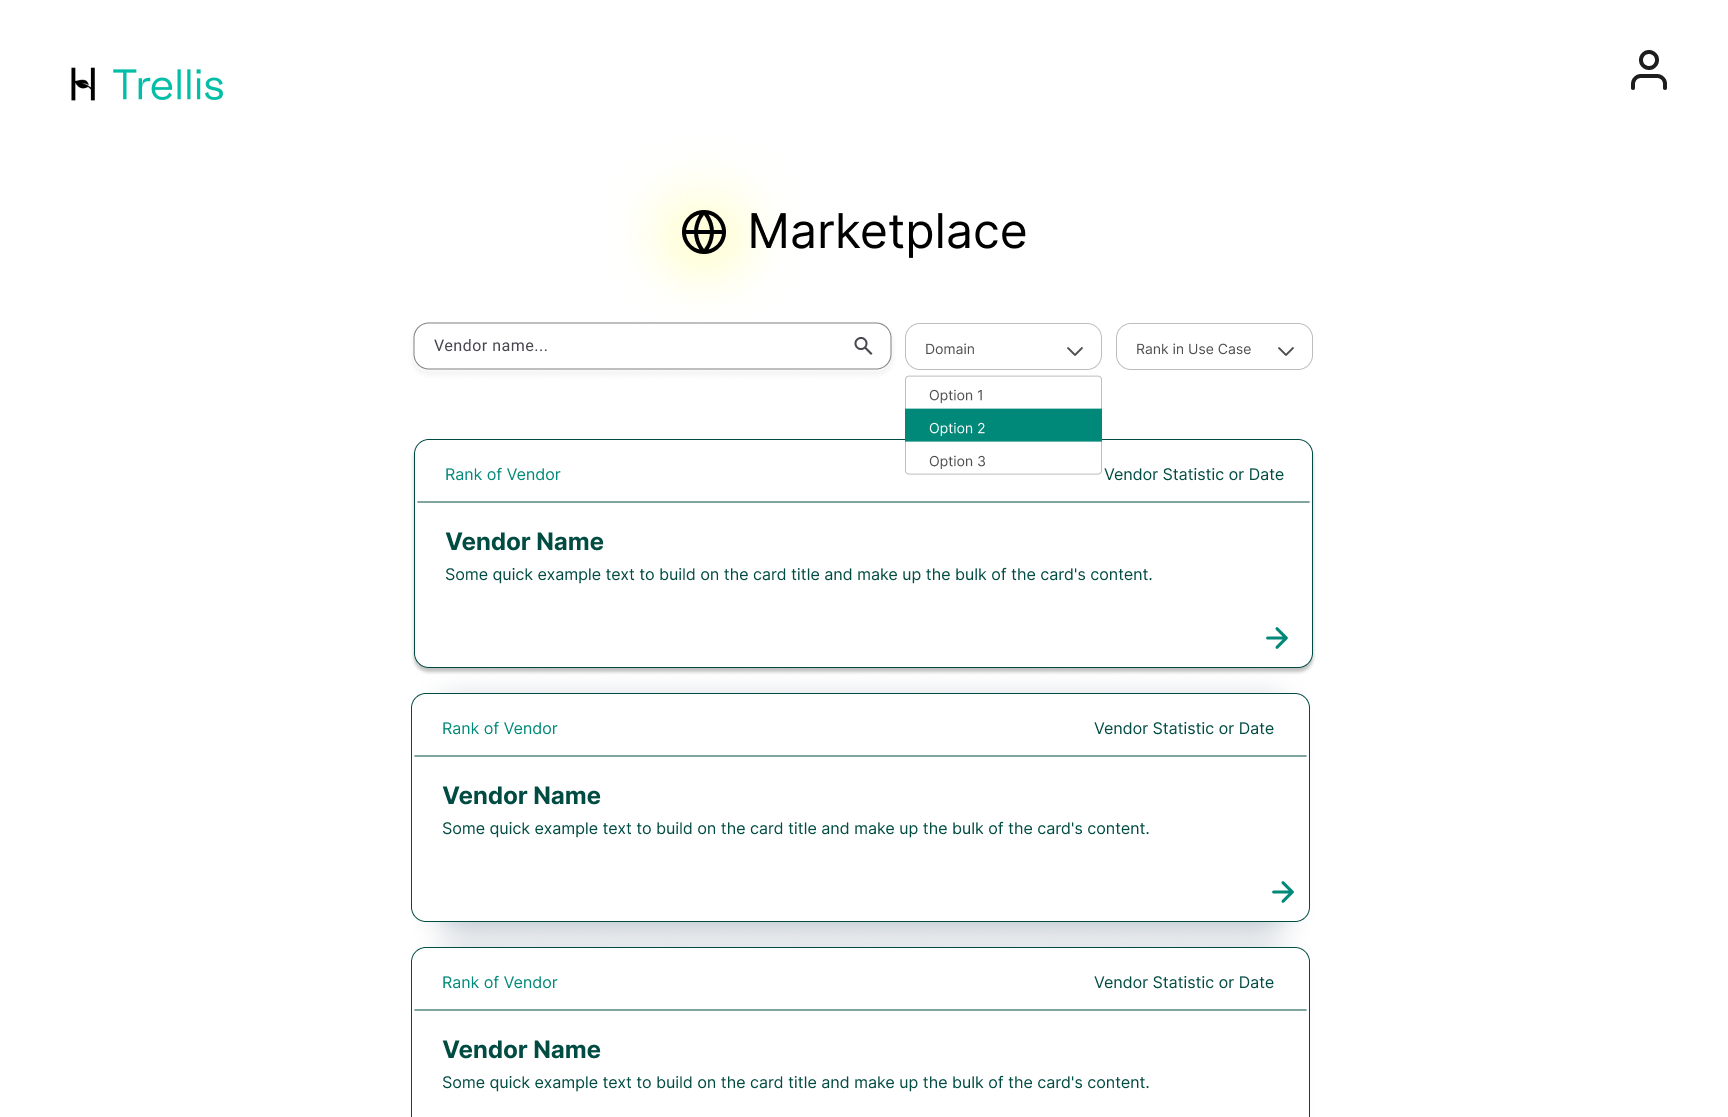 Trellis
Marketplace
Vendor name...
Domain
Rank in Use Case
Option 1
Option 2
Option 3
Rank of Vendor
Vendor Statistic or Date
Vendor Name
Some quick example text to build on the card title and make up the bulk of the card's content.
Rank of Vendor
Vendor Statistic or Date
Vendor Name
Some quick example text to build on the card title and make up the bulk of the card's content.
Rank of Vendor
Vendor Statistic or Date
Vendor Name
Some quick example text to build on the card title and make up the bulk of the card's content.